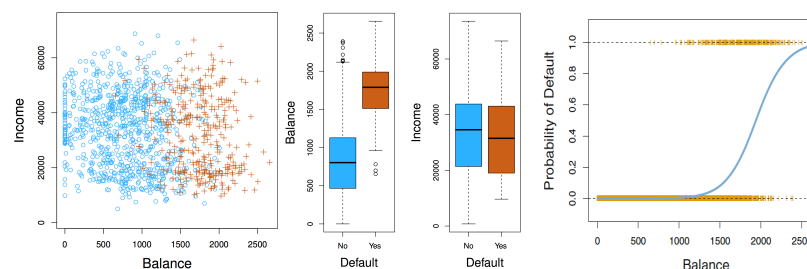 Income
60000
40000
20000
0
0 500 1000 1500 2000 2500
Balance
Balance
2500
2000
1500
1000
500
0
No Yes
Default
Income
60000
40000
20000
0
No Yes
Default
Probability of Default
1.0
0.8
0.6
0.4
0.2
0.0
0 500 1000 1500 2000
Balance